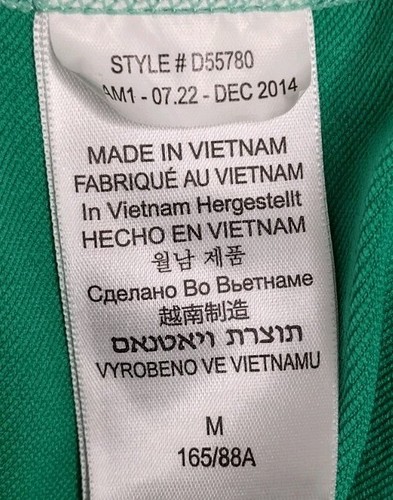 STYLE # D55780
AM1 - 07.22 - DEC 2014
MADE IN VIETNAM
FABRIQUÉ AU VIETNAM
In Vietnam Hergestellt
HECHO EN VIETNAM
월남 제품
Сделано Во Вьетнаме
越南制造
תוצרת ויאטנאם
VYROBENO VE VIETNAMU
M
165/88A